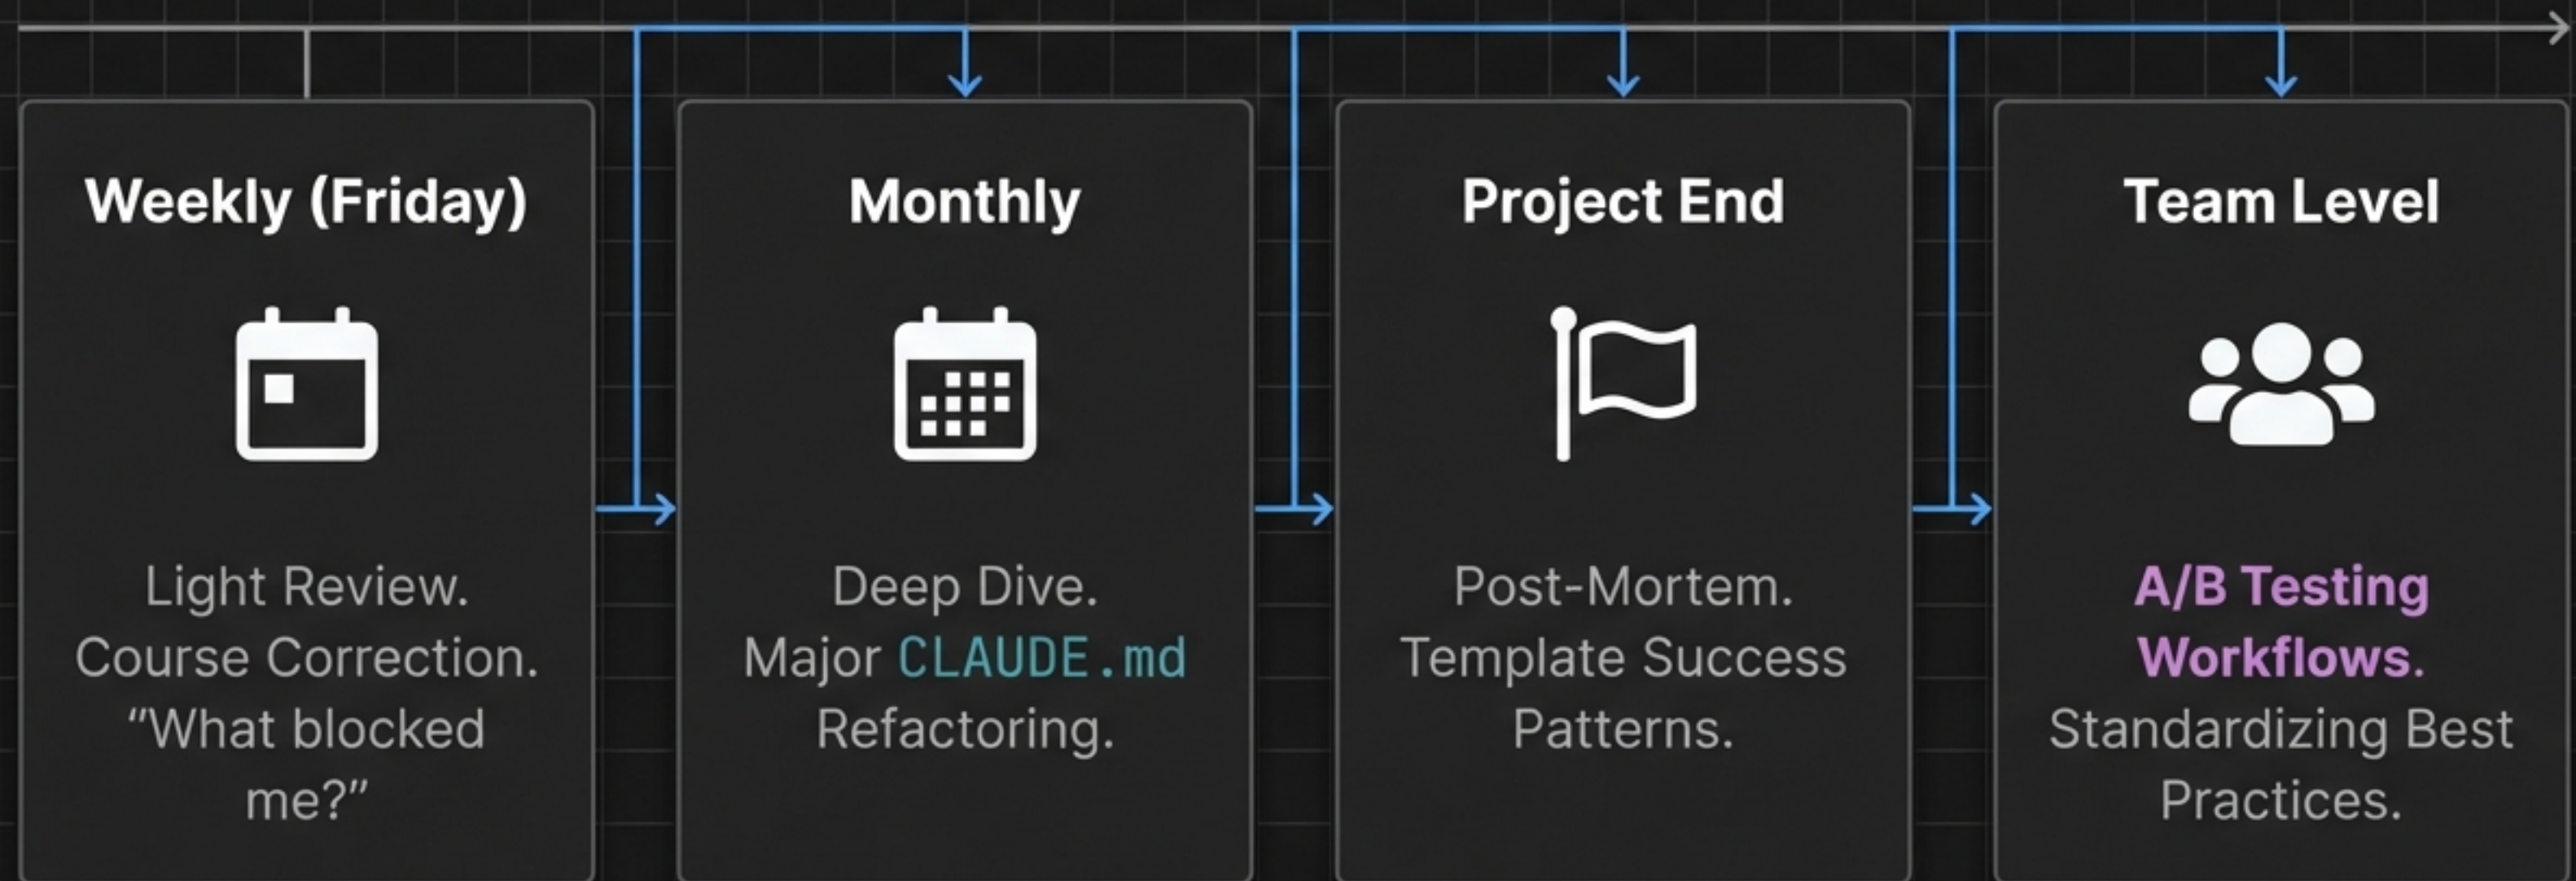 Weekly (Friday)
Light Review.
Course Correction.
“What blocked
me?”
Monthly
Deep Dive.
Major CLAUDE.md
Refactoring.
Project End
Post-Mortem.
Template Success
Patterns.
Team Level
A/B Testing
Workflows.
Standardizing Best
Practices.